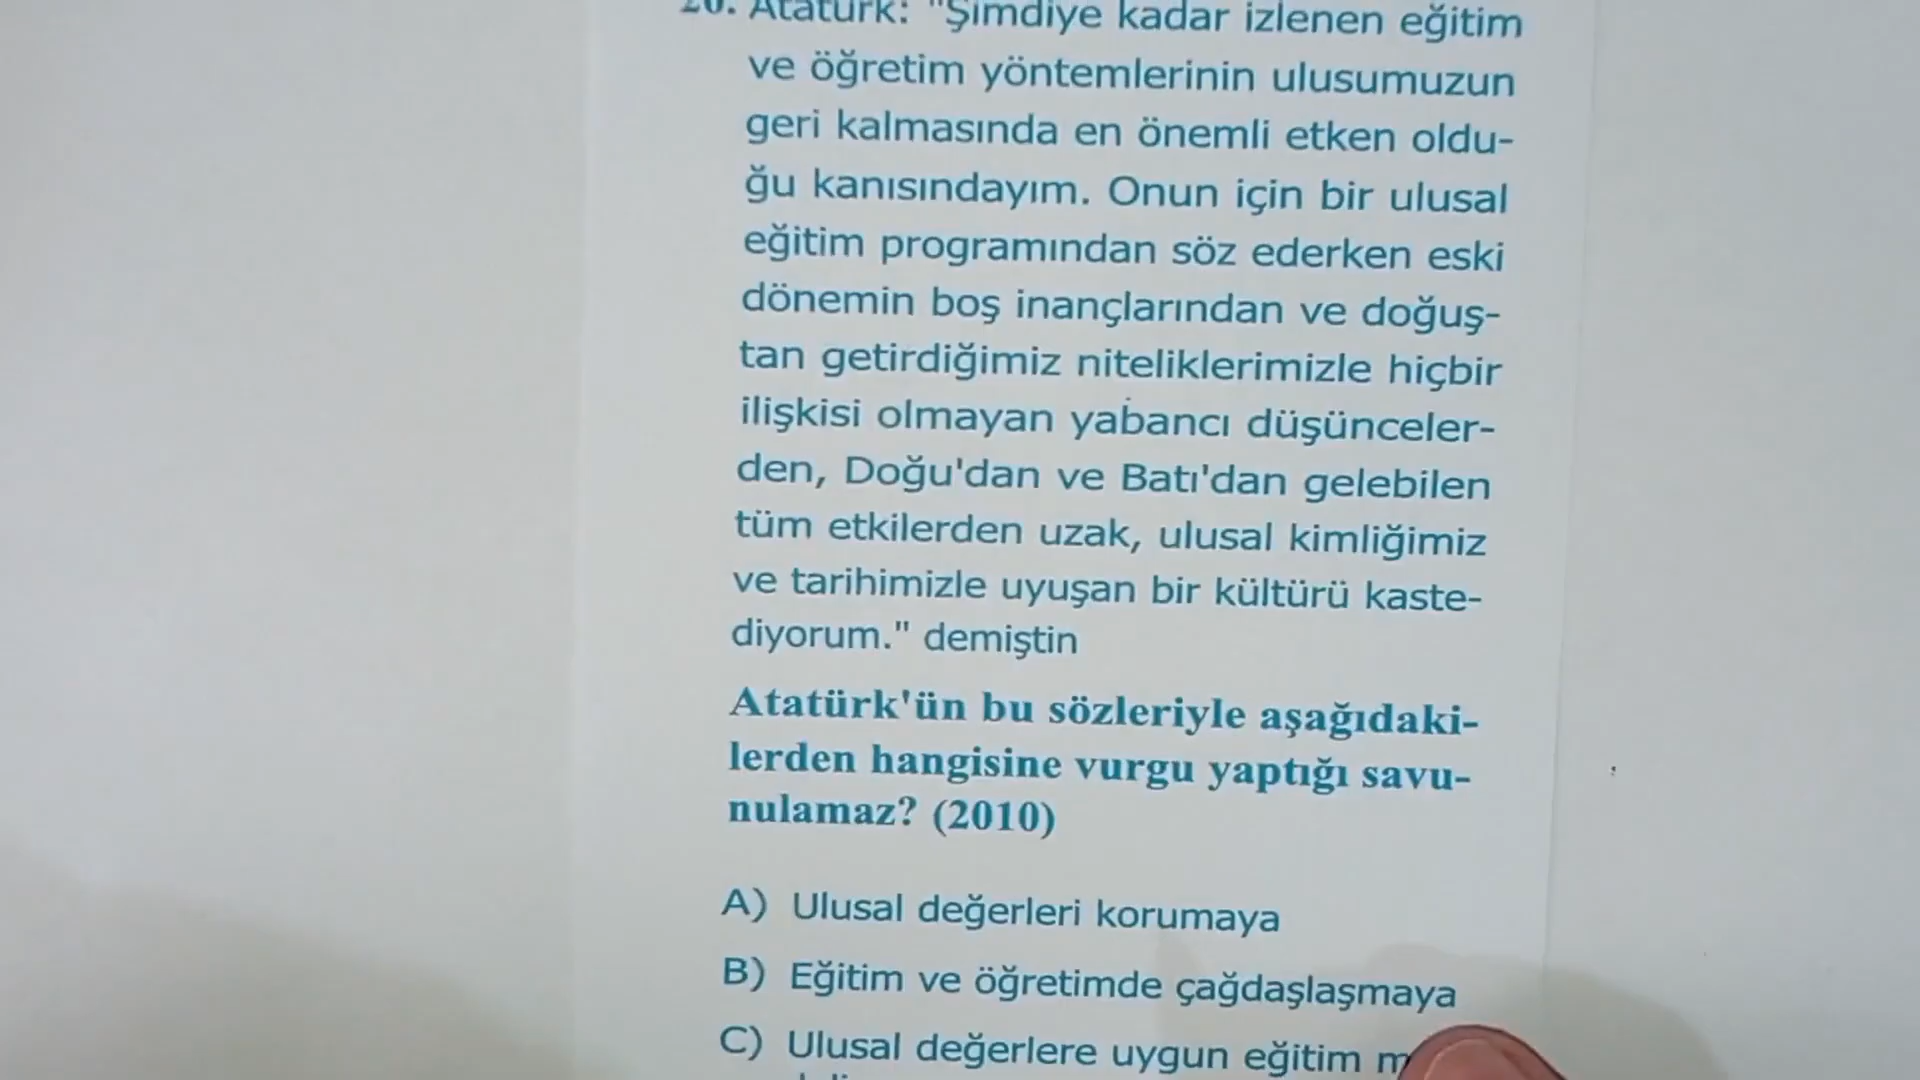 20. Atatürk: "Şimdiye kadar izlenen eğitim
ve öğretim yöntemlerinin ulusumuzun
geri kalmasında en önemli etken oldu-
ğu kanısındayım. Onun için bir ulusal
eğitim programından söz ederken eski
dönemin boş inançlarından ve doğuş-
tan getirdiğimiz niteliklerimizle hiçbir
ilişkisi olmayan yabancı düşünceler-
den, Doğu'dan ve Batı'dan gelebilen
tüm etkilerden uzak, ulusal kimliğimiz
ve tarihimizle uyuşan bir kültürü kaste-
diyorum." demiştin
Atatürk'ün bu sözleriyle aşağıdaki-
lerden hangisine vurgu yaptığı savu-
nulamaz? (2010)
A) Ulusal değerleri korumaya
B) Eğitim ve öğretimde çağdaşlaşmaya
C) Ulusal değerlere uygun eğitim